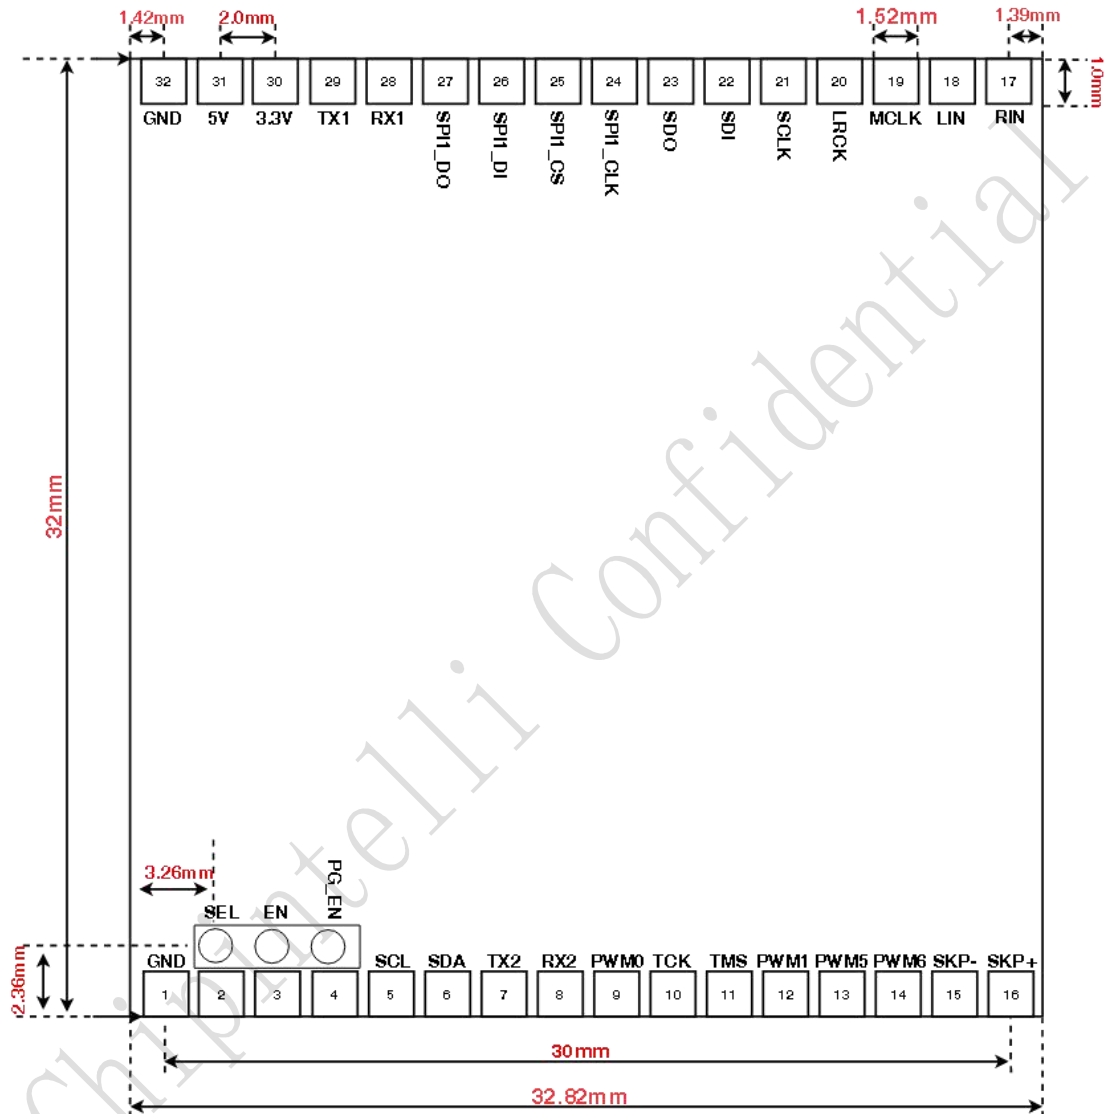 1.42mm 2.0mm 1.52mm 1.39mm
32 31 30 29 28 27 26 25 24 23 22 21 20 19 18 17
1.0mm
GND 5V 3.3V TX1 RX1 SPI1_DO SPI1_DI SPI1_CS SPI1_CLK SDO SDI SCLK LRCK MCLK LIN RIN
32mm
Chipintelli Confidential
3.26mm
SEL EN PG_EN
2.36mm
GND SCL SDA TX2 RX2 PWM0 TCK TMS PWM1 PWM5 PWM6 SKP- SKP+
1 2 3 4 5 6 7 8 9 10 11 12 13 14 15 16
30mm
32.82mm